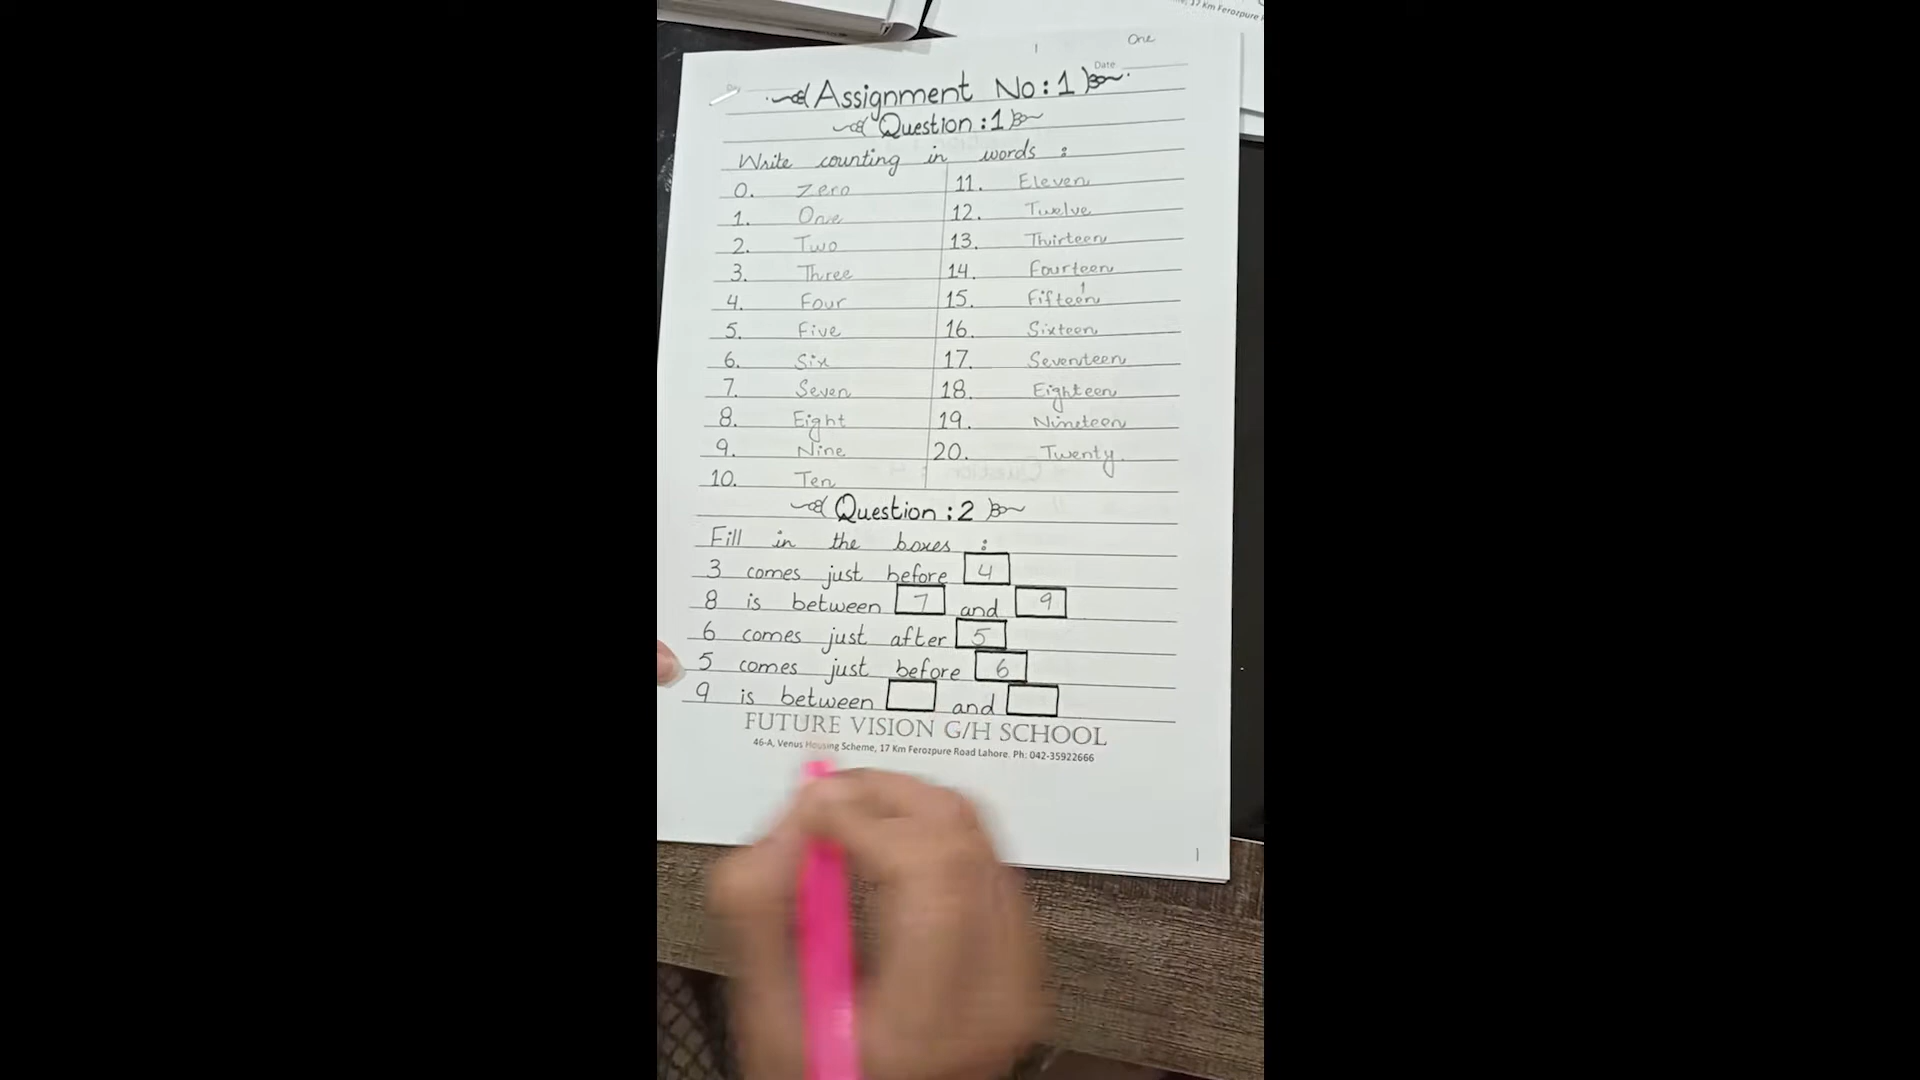 17 Km Ferozpure
One
Date
Assignment No:1
Question:1
Write counting in words :
0. Zero
1. One
2. Two
3. Three
4. Four
5. Five
6. Six
7. Seven
8. Eight
9. Nine
10. Ten
11. Eleven
12. Twelve
13. Thirteen
14. Fourteen
15. Fifteen
16. Sixteen
17. Seventeen
18. Eighteen
19. Nineteen
20. Twenty.
Question:2
Fill in the boxes :
3 comes just before 4
8 is between 7 and 9
6 comes just after 5
5 comes just before 6
9 is between and
FUTURE VISION G/H SCHOOL
46-A, Venus Housing Scheme, 17 Km Ferozpure Road Lahore. Ph: 042-35922666